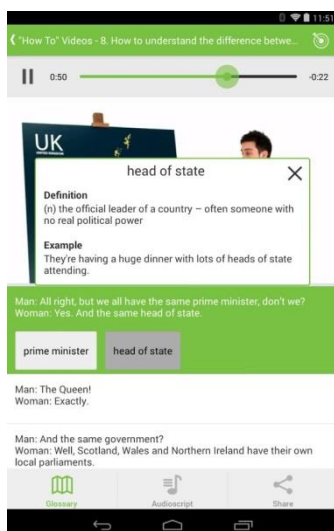 11:51
"How To" Videos - 8. How to understand the difference betwe...
0:50
-0:22
UK
UNITED KINGDOM
head of state
Definition
(n) the official leader of a country – often someone with
no real political power
Example
They're having a huge dinner with lots of heads of state
attending.
Man: All right, but we all have the same prime minister, don't we?
Woman: Yes. And the same head of state.
prime minister
head of state
Man: The Queen!
Woman: Exactly.
Man: And the same government?
Woman: Well, Scotland, Wales and Northern Ireland have their own
local parliaments.
Glossary
Audioscript
Share